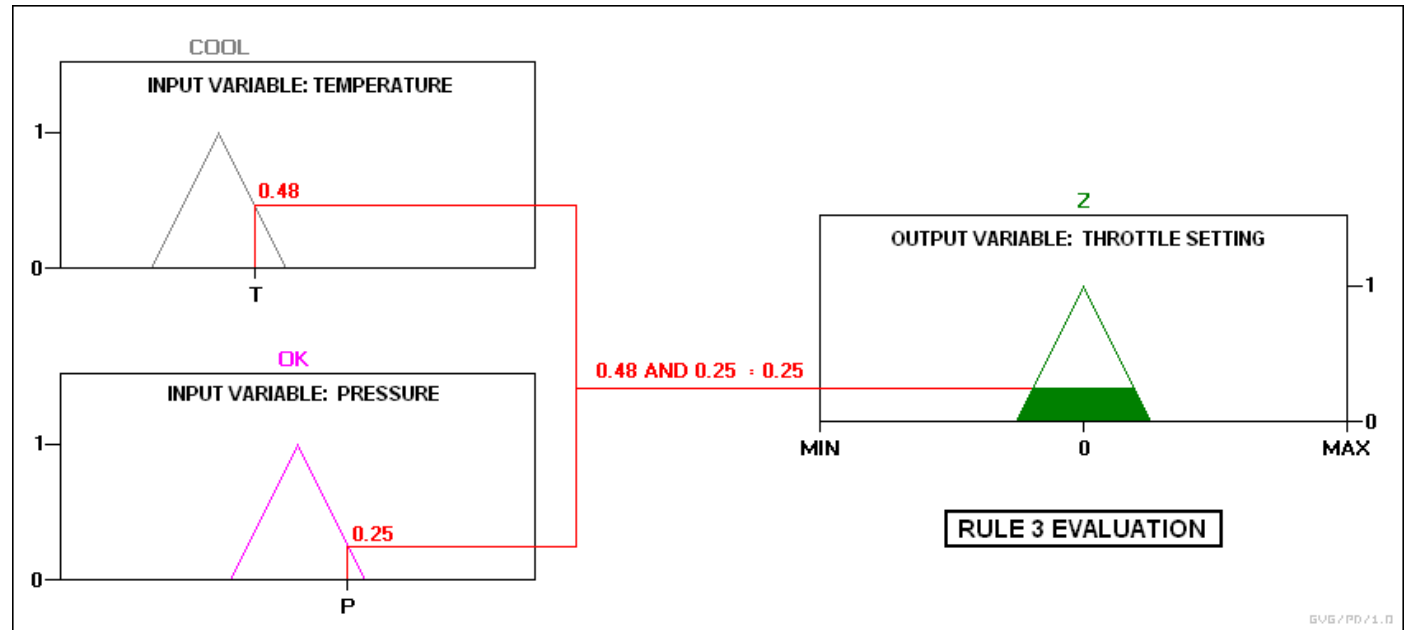 COOL
INPUT VARIABLE: TEMPERATURE
1
0.48
0
T
OK
INPUT VARIABLE: PRESSURE
1
0.25
0
P
0.48 AND 0.25 : 0.25
Z
OUTPUT VARIABLE: THROTTLE SETTING
1
0
MIN
0
MAX
RULE 3 EVALUATION
GVG/PD/1.0